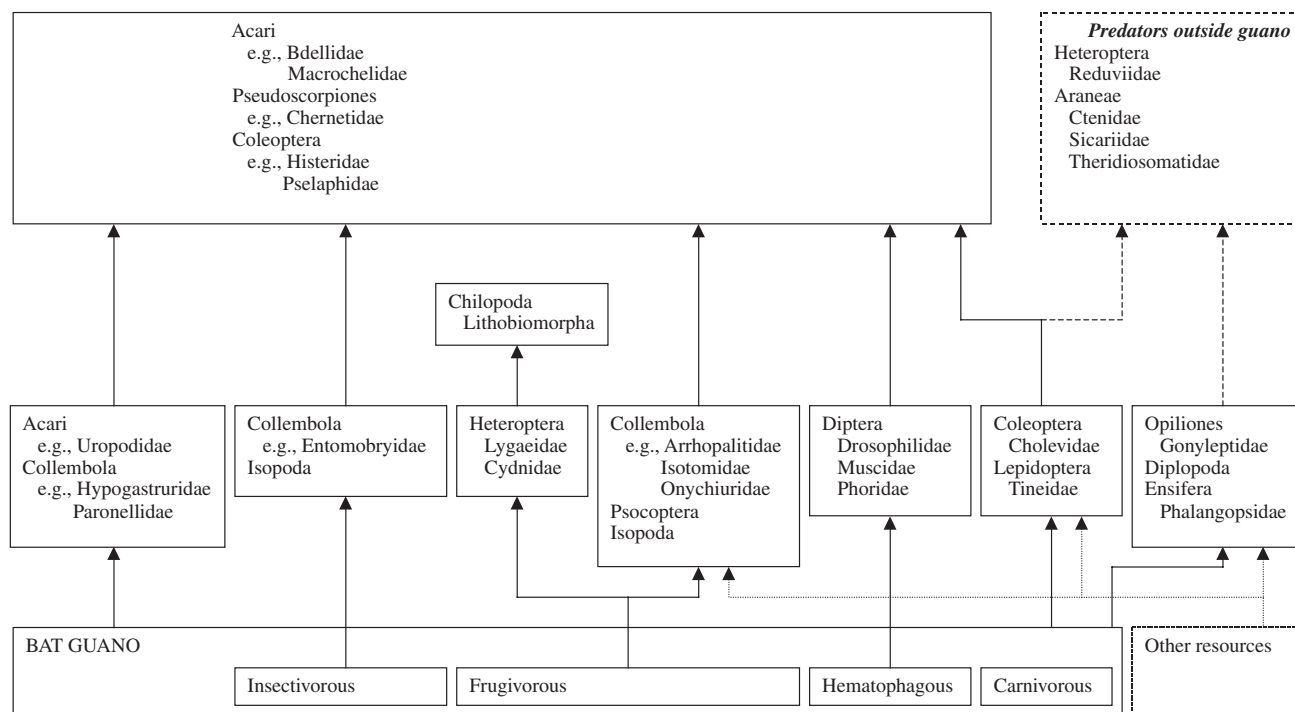 Acari
e.g., Bdellidae
Macrochelidae
Pseudoscorpiones
e.g., Chernetidae
Coleoptera
e.g., Histeridae
Pselaphidae
Predators outside guano
Heteroptera
Reduviidae
Araneae
Ctenidae
Sicariidae
Theridiosomatidae
Chilopoda
Lithobiomorpha
Acari
e.g., Uropodidae
Collembola
e.g., Hypogastruridae
Paronellidae
Collembola
e.g., Entomobryidae
Isopoda
Heteroptera
Lygaeidae
Cydnidae
Collembola
e.g., Arrhopalitidae
Isotomidae
Onychiuridae
Psocoptera
Isopoda
Diptera
Drosophilidae
Muscidae
Phoridae
Coleoptera
Cholevidae
Lepidoptera
Tineidae
Opiliones
Gonyleptidae
Diplopoda
Ensifera
Phalangopsidae
BAT GUANO
Insectivorous
Frugivorous
Hematophagous
Carnivorous
Other resources